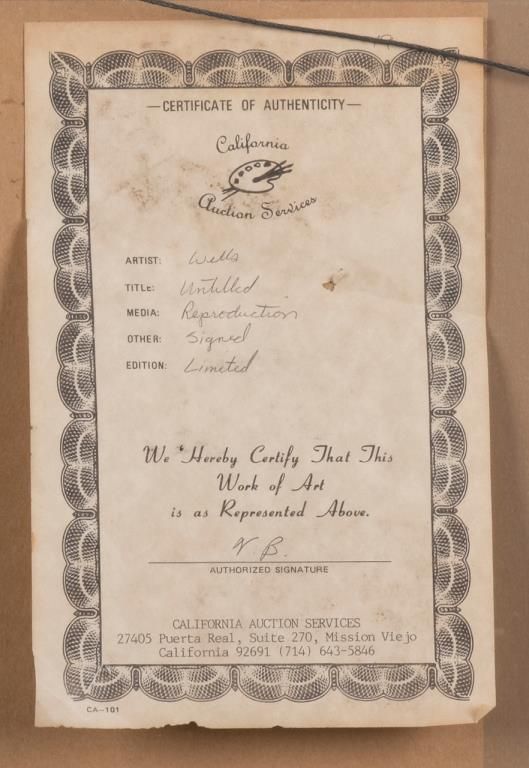 —CERTIFICATE OF AUTHENTICITY—
California
Auction Services
ARTIST: Wells
TITLE: Untilled
MEDIA: Reproduction
OTHER: Signed
EDITION: Limited
We Hereby Certify That This
Work of Art
is as Represented Above.
V. B.
AUTHORIZED SIGNATURE
CALIFORNIA AUCTION SERVICES
27405 Puerta Real, Suite 270, Mission Viejo
California 92691 (714) 643-5846
CA-101